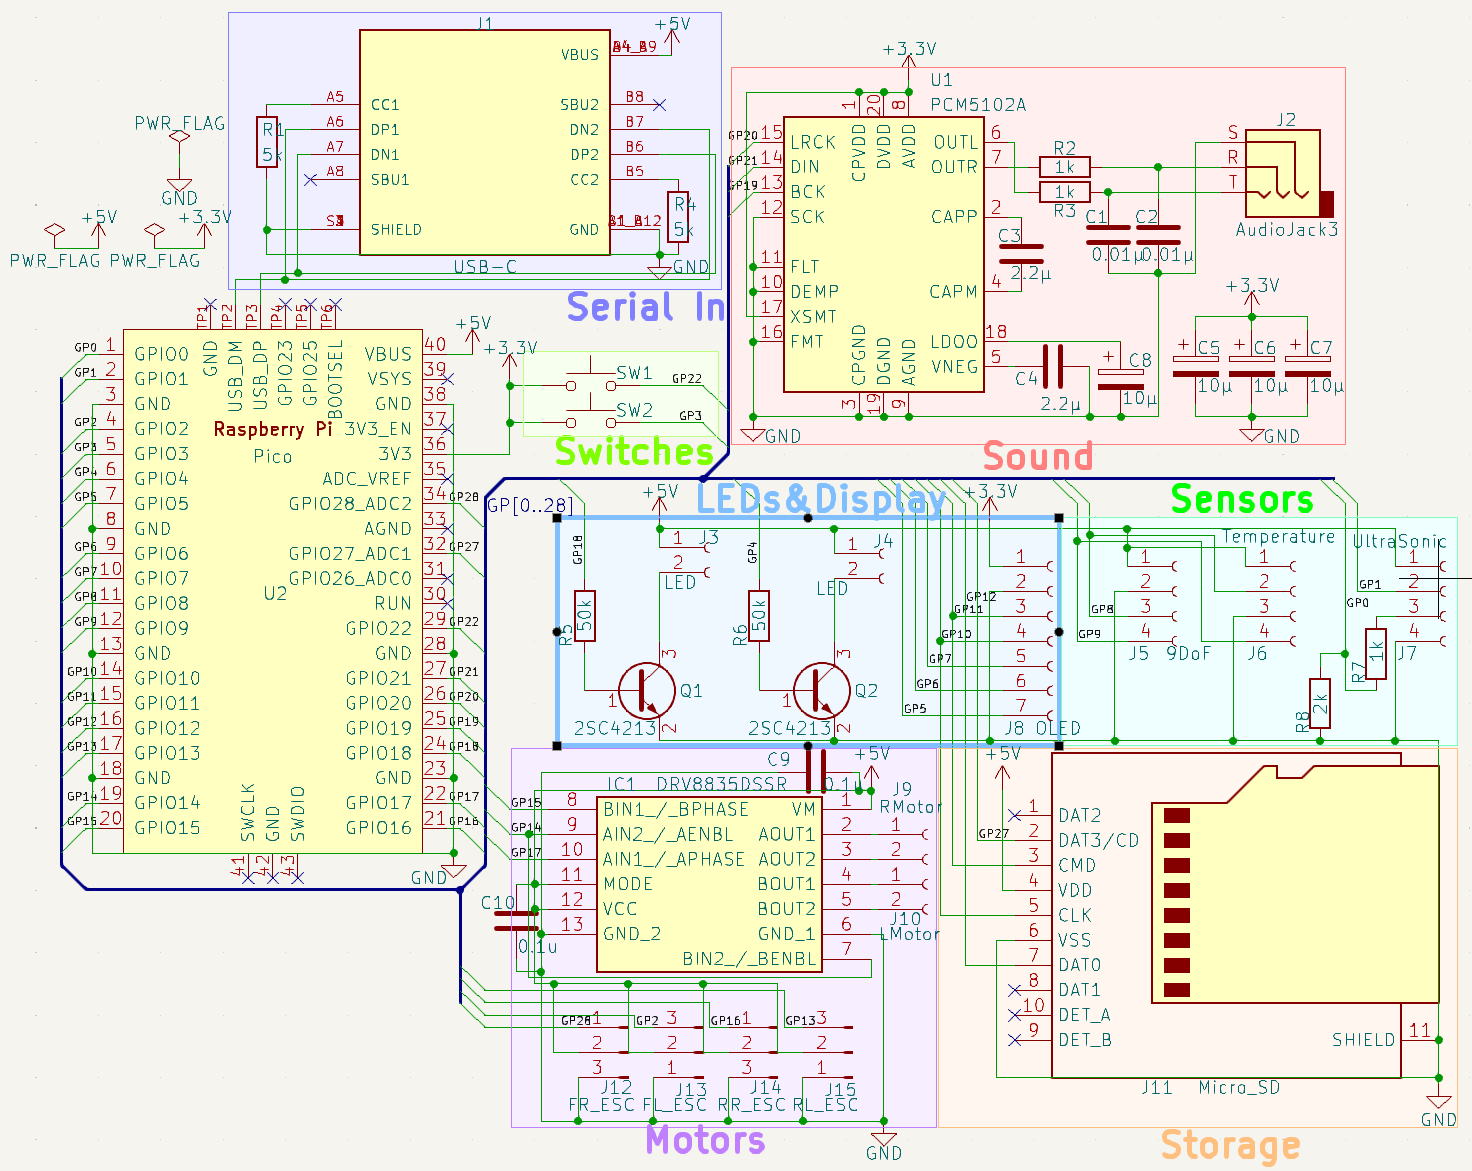 J1
VBUS
+5V
A5
CC1
SBU2
B8
A6
DP1
DN2
B7
A7
DN1
DP2
B6
A8
SBU1
CC2
B5
SHIELD
GND
R1
5k
R4
5k
GND
USB-C
Serial In
PWR_FLAG
GND
+5V
+3.3V
PWR_FLAG
PWR_FLAG
+3.3V
U1
PCM5102A
1
20
8
CPVDD
DVDD
AVDD
GP20
15
LRCK
OUTL
6
GP21
14
DIN
OUTR
7
GP19
13
BCK
12
SCK
CAPP
2
11
FLT
10
DEMP
CAPM
4
17
XSMT
16
FMT
LDOO
18
VNEG
5
CPGND
DGND
AGND
3
19
9
R2
1k
1k
R3
C1
C2
0.01µ
0.01µ
C3
2.2µ
C4
2.2µ
C8
10µ
J2
S
R
T
AudioJack3
+3.3V
C5
C6
C7
10µ
10µ
10µ
GND
GND
Sound
TP1
TP2
TP3
TP4
TP5
TP6
GND
USB_DM
USB_DP
GPIO23
GPIO25
BOOTSEL
Raspberry Pi
Pico
U2
GP0
1
GPIO0
VBUS
40
+5V
GP1
2
GPIO1
VSYS
39
3
GND
GND
38
GP2
4
GPIO2
3V3_EN
37
GP3
5
GPIO3
3V3
36
GP4
6
GPIO4
ADC_VREF
35
GP5
7
GPIO5
GPIO28_ADC2
34
GP28
8
GND
AGND
33
GP6
9
GPIO6
GPIO27_ADC1
32
GP27
GP7
10
GPIO7
GPIO26_ADC0
31
GP8
11
GPIO8
RUN
30
GP9
12
GPIO9
GPIO22
29
GP22
13
GND
GND
28
GP10
14
GPIO10
GPIO21
27
GP21
GP11
15
GPIO11
GPIO20
26
GP20
GP12
16
GPIO12
GPIO19
25
GP19
GP13
17
GPIO13
GPIO18
24
GP18
18
GND
GND
23
GP14
19
GPIO14
GPIO17
22
GP17
GP15
20
GPIO15
GPIO16
21
GP16
SWCLK
GND
SWDIO
41
42
43
GND
+3.3V
SW1
GP22
SW2
GP3
Switches
GP[0..28]
LEDs&Display
+5V
+3.3V
GP18
R5
50k
1
J3
2
LED
Q1
1
3
2
2SC4213
GP4
R6
50k
1
J4
2
LED
Q2
1
3
2
2SC4213
1
GP12
2
GP11
3
GP10
4
GP7
5
GP6
6
GP5
7
J8 OLED
Sensors
Temperature
UltraSonic
1
2
GP8
3
GP9
4
J5 9DoF
1
2
3
4
J6
1
GP1
2
GP0
3
4
J7
R7
1k
R8
2k
C9
0.1u
+5V
IC1
DRV8835DSSR
GP15
8
BIN1_/_BPHASE
VM
1
GP14
9
AIN2_/_AENBL
AOUT1
2
GP17
10
AIN1_/_APHASE
AOUT2
3
11
MODE
BOUT1
4
12
VCC
BOUT2
5
13
GND_2
GND_1
6
BIN2_/_BENBL
7
J9
RMotor
1
2
1
2
J10
LMotor
C10
0.1u
GP26
1
GP2
3
GP16
1
GP13
3
2
2
2
2
3
1
3
1
J12
J13
J14
J15
FR_ESC
FL_ESC
RR_ESC
RL_ESC
GND
Motors
+5V
1
DAT2
GP27
2
DAT3/CD
3
CMD
4
VDD
5
CLK
6
VSS
7
DAT0
8
DAT1
10
DET_A
9
DET_B
SHIELD
11
J11
Micro_SD
GND
Storage